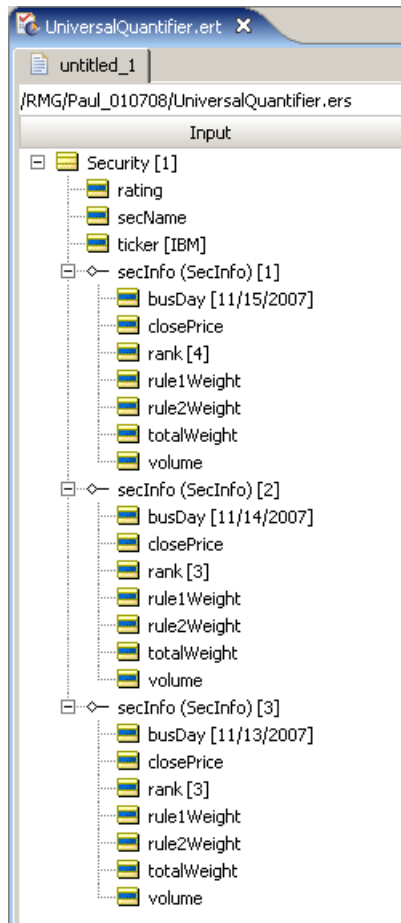 UniversalQuantifier.ert
untitled_1
/RMG/Paul_010708/UniversalQuantifier.ers
Input
Security [1]
rating
secName
ticker [IBM]
secInfo (SecInfo) [1]
busDay [11/15/2007]
closePrice
rank [4]
rule1Weight
rule2Weight
totalWeight
volume
secInfo (SecInfo) [2]
busDay [11/14/2007]
closePrice
rank [3]
rule1Weight
rule2Weight
totalWeight
volume
secInfo (SecInfo) [3]
busDay [11/13/2007]
closePrice
rank [3]
rule1Weight
rule2Weight
totalWeight
volume